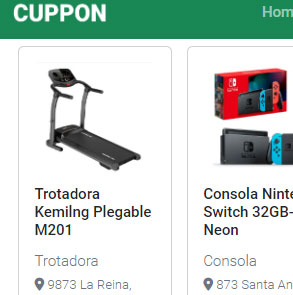 CUPPON
Hom
Trotadora
Kemilng Plegable
M201
Trotadora
9873 La Reina,
Consola Ninte
Switch 32GB-
Neon
Consola
873 Santa An